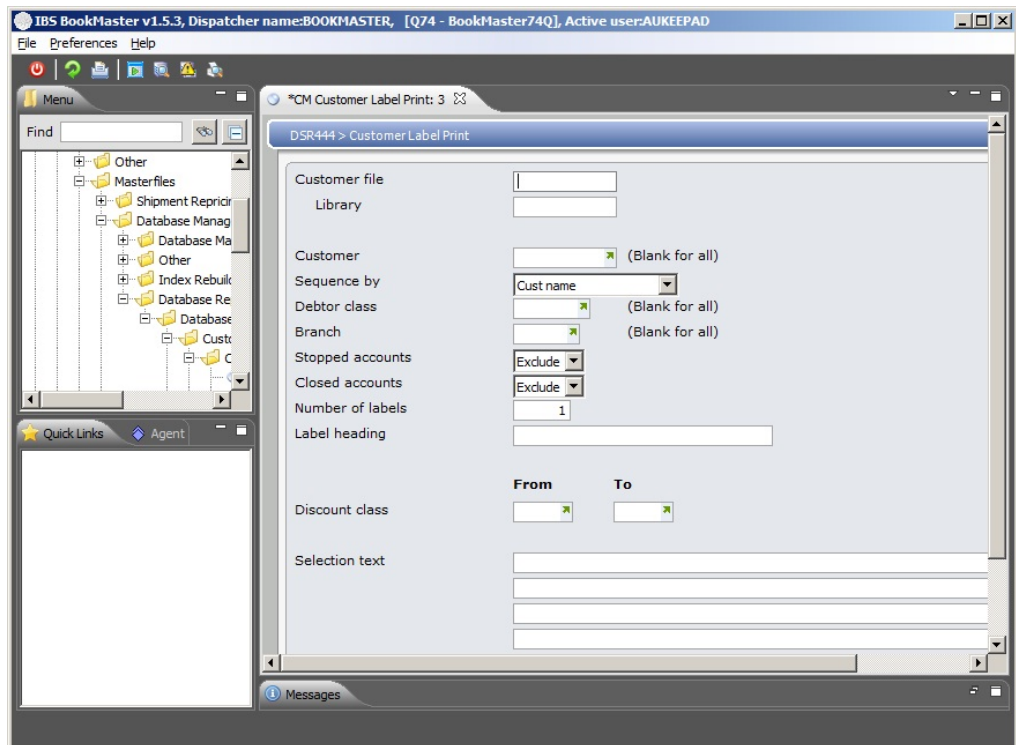 IBS BookMaster v1.5.3, Dispatcher name:BOOKMASTER, [Q74 - BookMaster74Q], Active user:AUKEEPAD
File Preferences Help
Menu
Find
Other
Masterfiles
Shipment Repricin
Database Manag
Database Ma
Other
Index Rebuild
Database Re
Database
Custo
C
Quick Links Agent
*CM Customer Label Print: 3
DSR444 > Customer Label Print
Customer file
Library
Customer (Blank for all)
Sequence by Cust name
Debtor class (Blank for all)
Branch (Blank for all)
Stopped accounts Exclude
Closed accounts Exclude
Number of labels 1
Label heading
From To
Discount class
Selection text
Messages